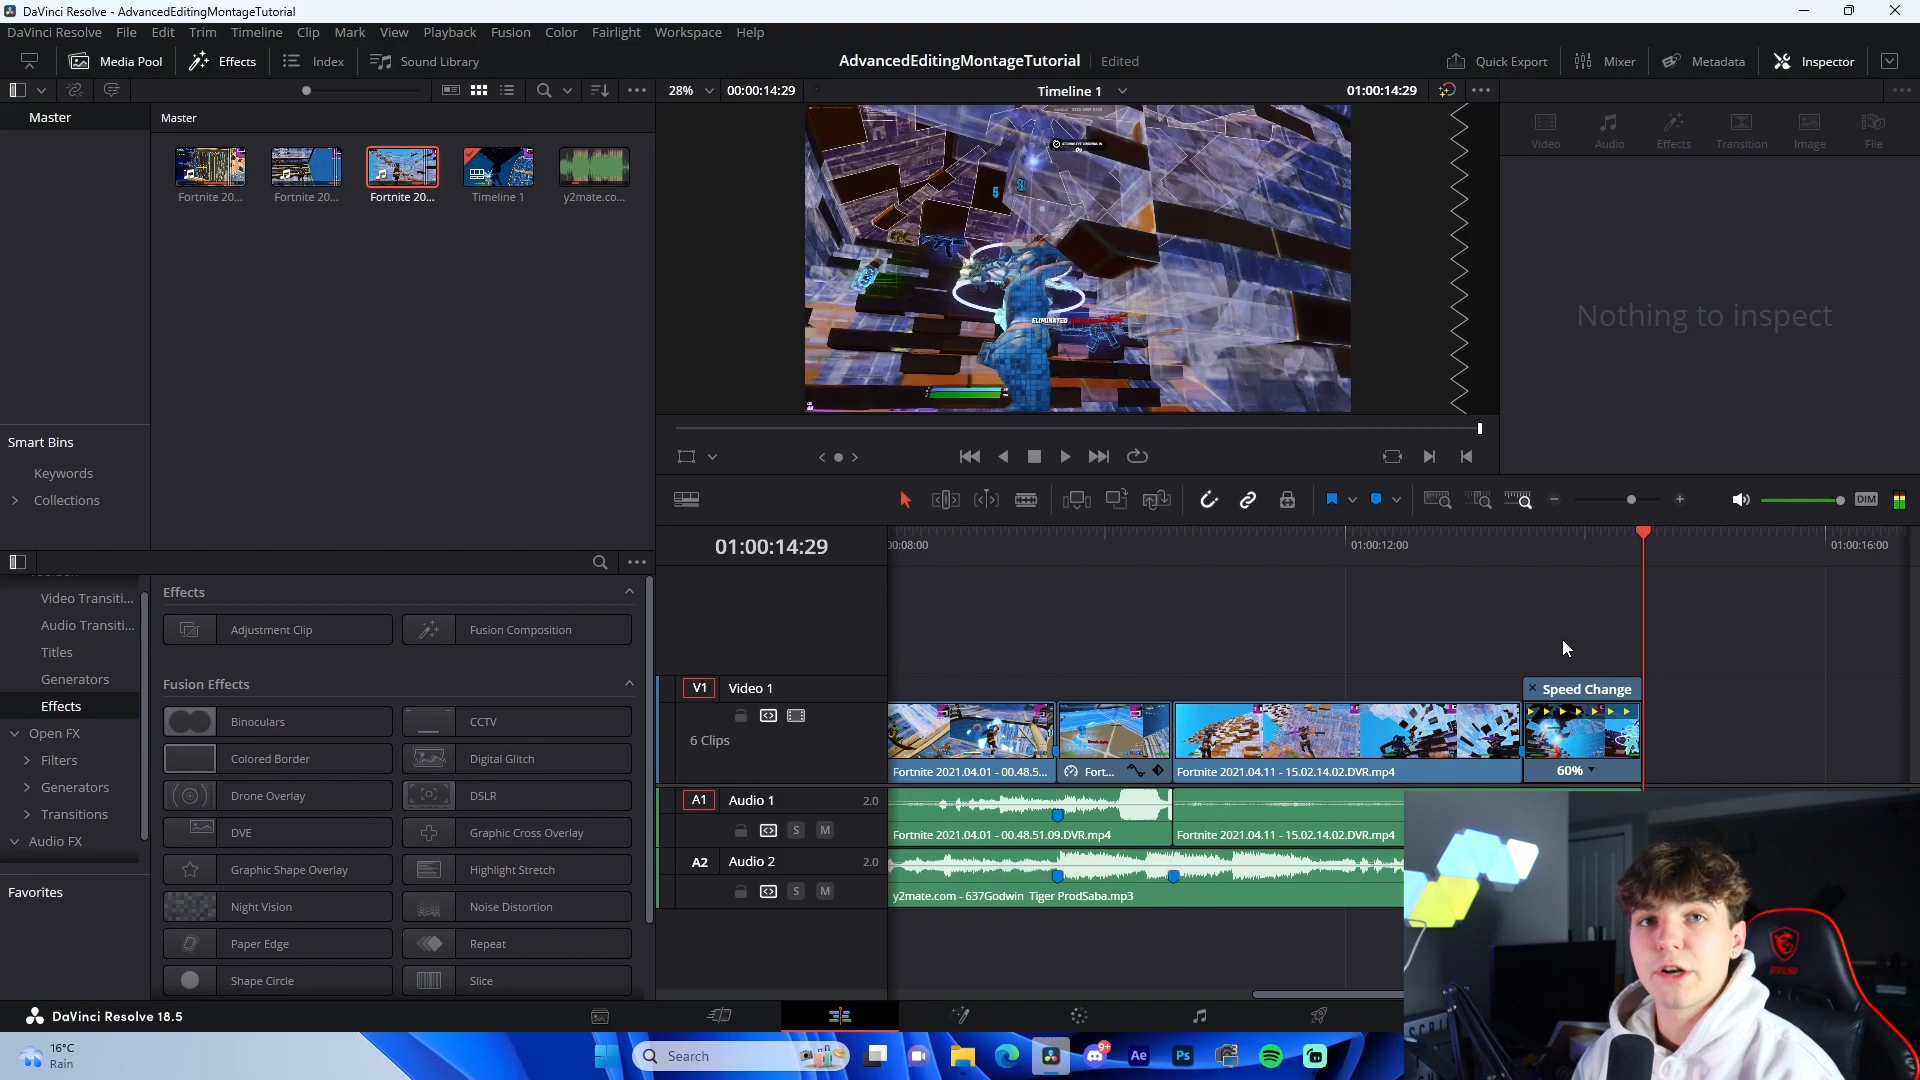 DaVinci Resolve - AdvancedEditingMontageTutorial
DaVinci Resolve File Edit Trim Timeline Clip Mark View Playback Fusion Color Fairlight Workspace Help
Media Pool Effects Index Sound Library
AdvancedEditingMontageTutorial Edited
Quick Export Mixer Metadata Inspector
28% 00:00:14:29 Timeline 1 01:00:14:29
Master
Master
Fortnite 20... Fortnite 20... Fortnite 20... Timeline 1 y2mate.co...
Video Audio Effects Transition Image File
Nothing to inspect
ELIMINATED
Smart Bins
Keywords
Collections
DIM
01:00:14:29
00:08:00 01:00:12:00 01:00:16:00
Video Transiti...
Audio Transiti...
Titles
Generators
Effects
Open FX
Filters
Generators
Transitions
Audio FX
Favorites
Effects
Adjustment Clip Fusion Composition
Fusion Effects
Binoculars CCTV
Colored Border Digital Glitch
Drone Overlay DSLR
DVE Graphic Cross Overlay
Graphic Shape Overlay Highlight Stretch
Night Vision Noise Distortion
Paper Edge Repeat
Shape Circle Slice
V1 Video 1
6 Clips
Speed Change
Fortnite 2021.04.01 - 00.48.5... Fort... Fortnite 2021.04.11 - 15.02.14.02_DVR.mp4 60%
A1 Audio 1 2.0
S M
Fortnite 2021.04.01 - 00.48.51.09.DVR.mp4 Fortnite 2021.04.11 - 15.02.14.02.DVR.mp4
A2 Audio 2 2.0
S M
y2mate.com - 637Godwin Tiger ProdSaba.mp3
DaVinci Resolve 18.5
16°C
Rain
Search
9+
Ae
Ps